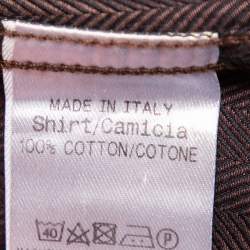 MADE IN ITALY
Shirt/Camicia
100% COTTON/COTONE
40 P